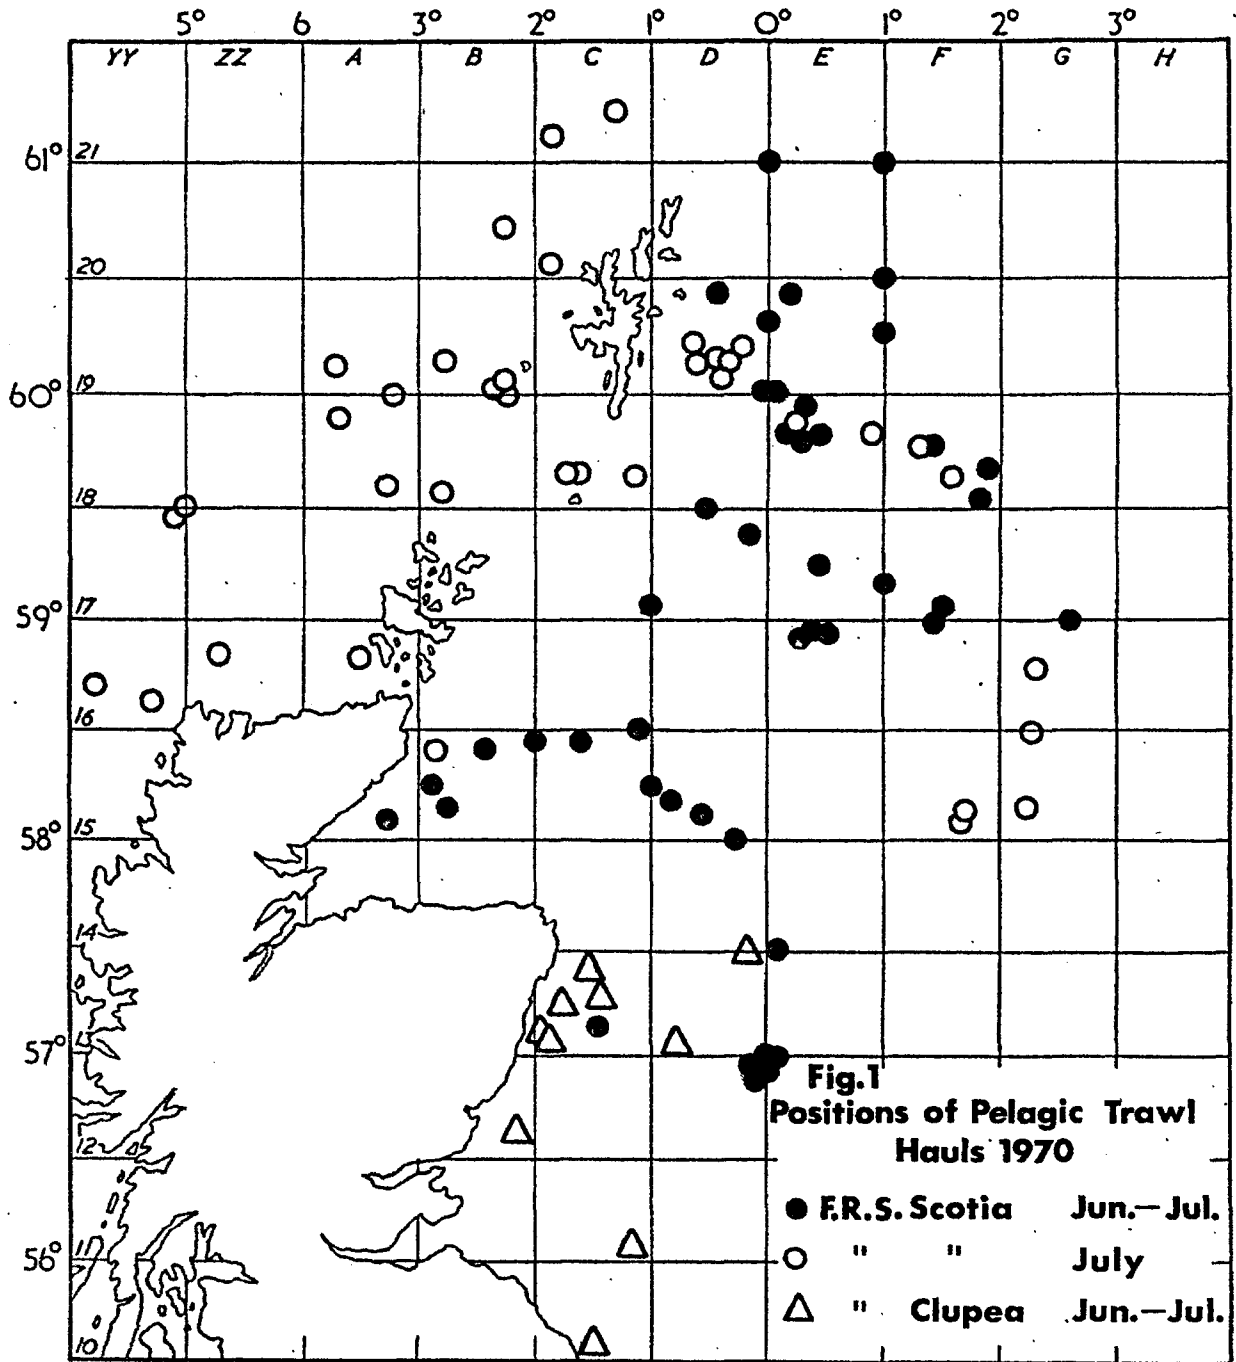 5° 6 3° 2° 1° 0° 1° 2° 3°
YY ZZ A B C D E F G H
61° 21
20
60° 19
18
59° 17
16
58° 15
14
57° 13
12
56° 11
10
Fig.1
Positions of Pelagic Trawl
Hauls 1970
F.R.S. Scotia Jun.—Jul.
" " July
" Clupea Jun.—Jul.